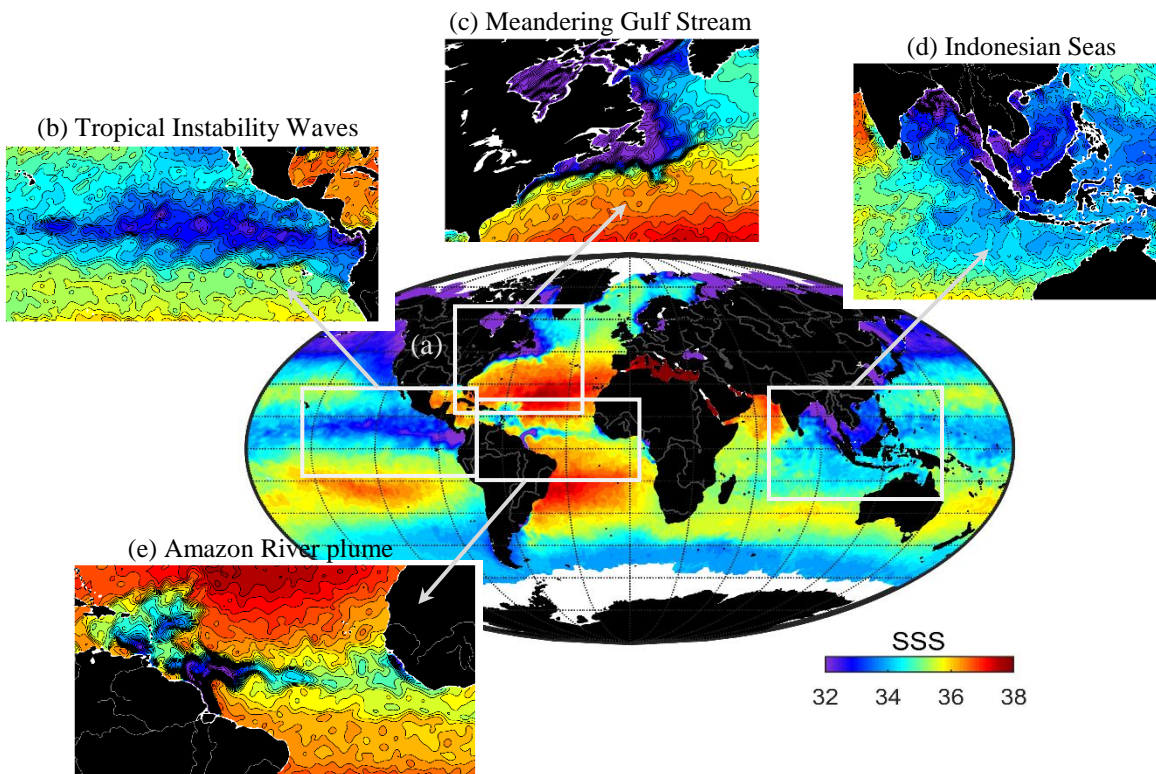 (c) Meandering Gulf Stream
(d) Indonesian Seas
(b) Tropical Instability Waves
(a)
(e) Amazon River plume
SSS
32 34 36 38